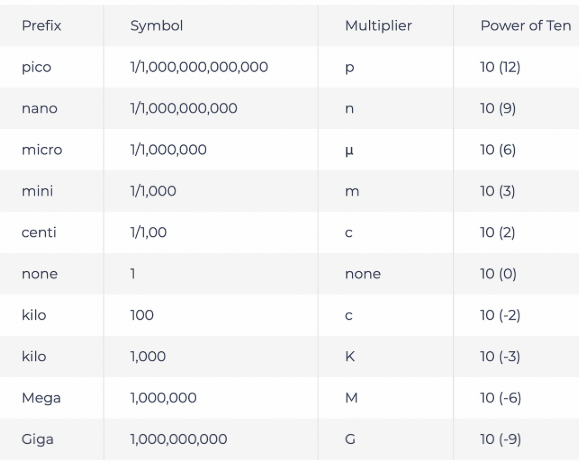 Prefix Symbol Multiplier Power of Ten
pico 1/1,000,000,000,000 p 10 (12)
nano 1/1,000,000,000 n 10 (9)
micro 1/1,000,000 μ 10 (6)
mini 1/1,000 m 10 (3)
centi 1/1,00 c 10 (2)
none 1 none 10 (0)
kilo 100 c 10 (-2)
kilo 1,000 K 10 (-3)
Mega 1,000,000 M 10 (-6)
Giga 1,000,000,000 G 10 (-9)